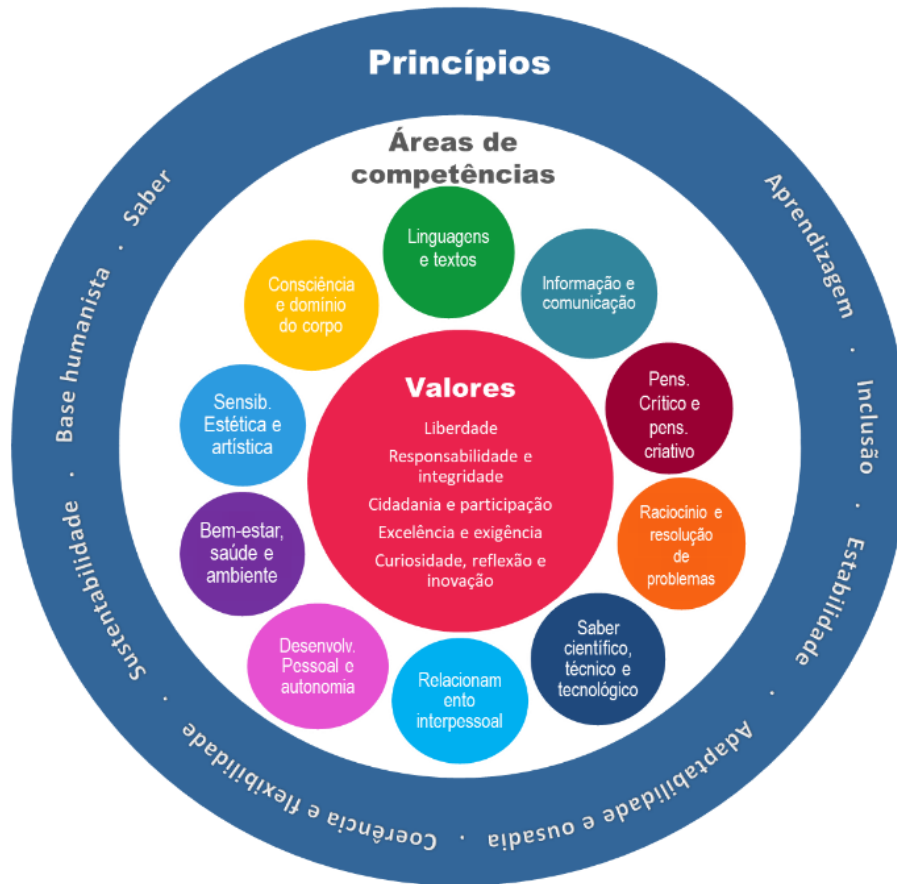 Princípios
Áreas de
competências
Linguagens
e textos
Informação e
comunicação
Pens.
Critico e
pens.
criativo
Raciocínio e
resolução
de
problemas
Saber
científico,
técnico e
tecnológico
Relacionam
ento
interpessoal
Desenvolv.
Pessoal e
autonomia
Bem-estar,
saúde e
ambiente
Sensib.
Estética e
artística
Consciência
e domínio
do corpo
Valores
Liberdade
Responsabilidade e
integridade
Cidadania e participação
Excelência e exigência
Curiosidade, reflexão e
inovação
Aprendizagem . Inclusão . Estabilidade . Adaptabilidade e ousadia . Coerência e flexibilidade . Sustentabilidade . Base humanista . Saber